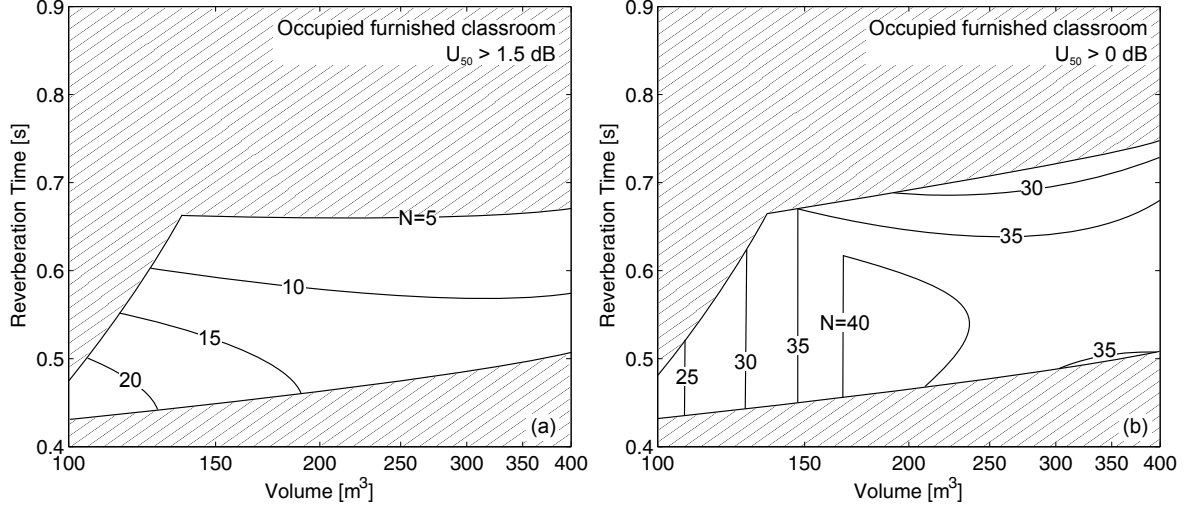 0.9
0.8
0.7
0.6
0.5
0.4
Reverberation Time [s]
Occupied furnished classroom
U₅₀ > 1.5 dB
N=5
10
15
20
(a)
100 150 200 250 300 350 400
Volume [m³]
0.9
0.8
0.7
0.6
0.5
0.4
Reverberation Time [s]
Occupied furnished classroom
U₅₀ > 0 dB
30
35
N=40
35
30
25
35
(b)
100 150 200 250 300 350 400
Volume [m³]